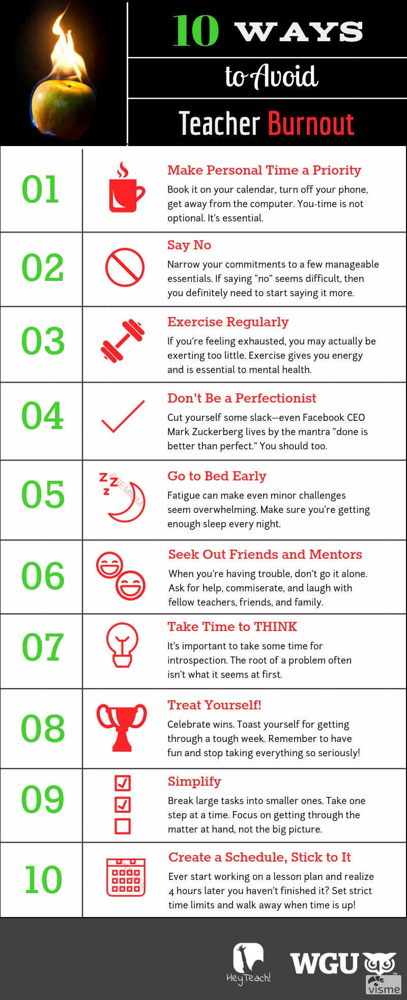 10 WAYS
to Avoid
Teacher Burnout
01
Make Personal Time a Priority
Book it on your calendar, turn off your phone,
get away from the computer. You-time is not
optional. It's essential.
02
Say No
Narrow your commitments to a few manageable
essentials. If saying "no" seems difficult, then
you definitely need to start saying it more.
03
Exercise Regularly
If you're feeling exhausted, you may actually be
exerting too little. Exercise gives you energy
and is essential to mental health.
04
Don't Be a Perfectionist
Cut yourself some slack—even Facebook CEO
Mark Zuckerberg lives by the mantra "done is
better than perfect." You should too.
05
z z
z
PREMIUM
Go to Bed Early
Fatigue can make even minor challenges
seem overwhelming. Make sure you're getting
enough sleep every night.
06
Seek Out Friends and Mentors
When you're having trouble, don't go it alone.
Ask for help, commiserate, and laugh with
fellow teachers, friends, and family.
07
Take Time to THINK
It's important to take some time for
introspection. The root of a problem often
isn't what it seems at first.
08
Treat Yourself!
Celebrate wins. Toast yourself for getting
through a tough week. Remember to have
fun and stop taking everything so seriously!
09
Simplify
Break large tasks into smaller ones. Take one
step at a time. Focus on getting through the
matter at hand, not the big picture.
10
PREMIUM
Create a Schedule, Stick to It
Ever start working on a lesson plan and realize
4 hours later you haven't finished it? Set strict
time limits and walk away when time is up!
HeyTeach!
WGU
TM
visme